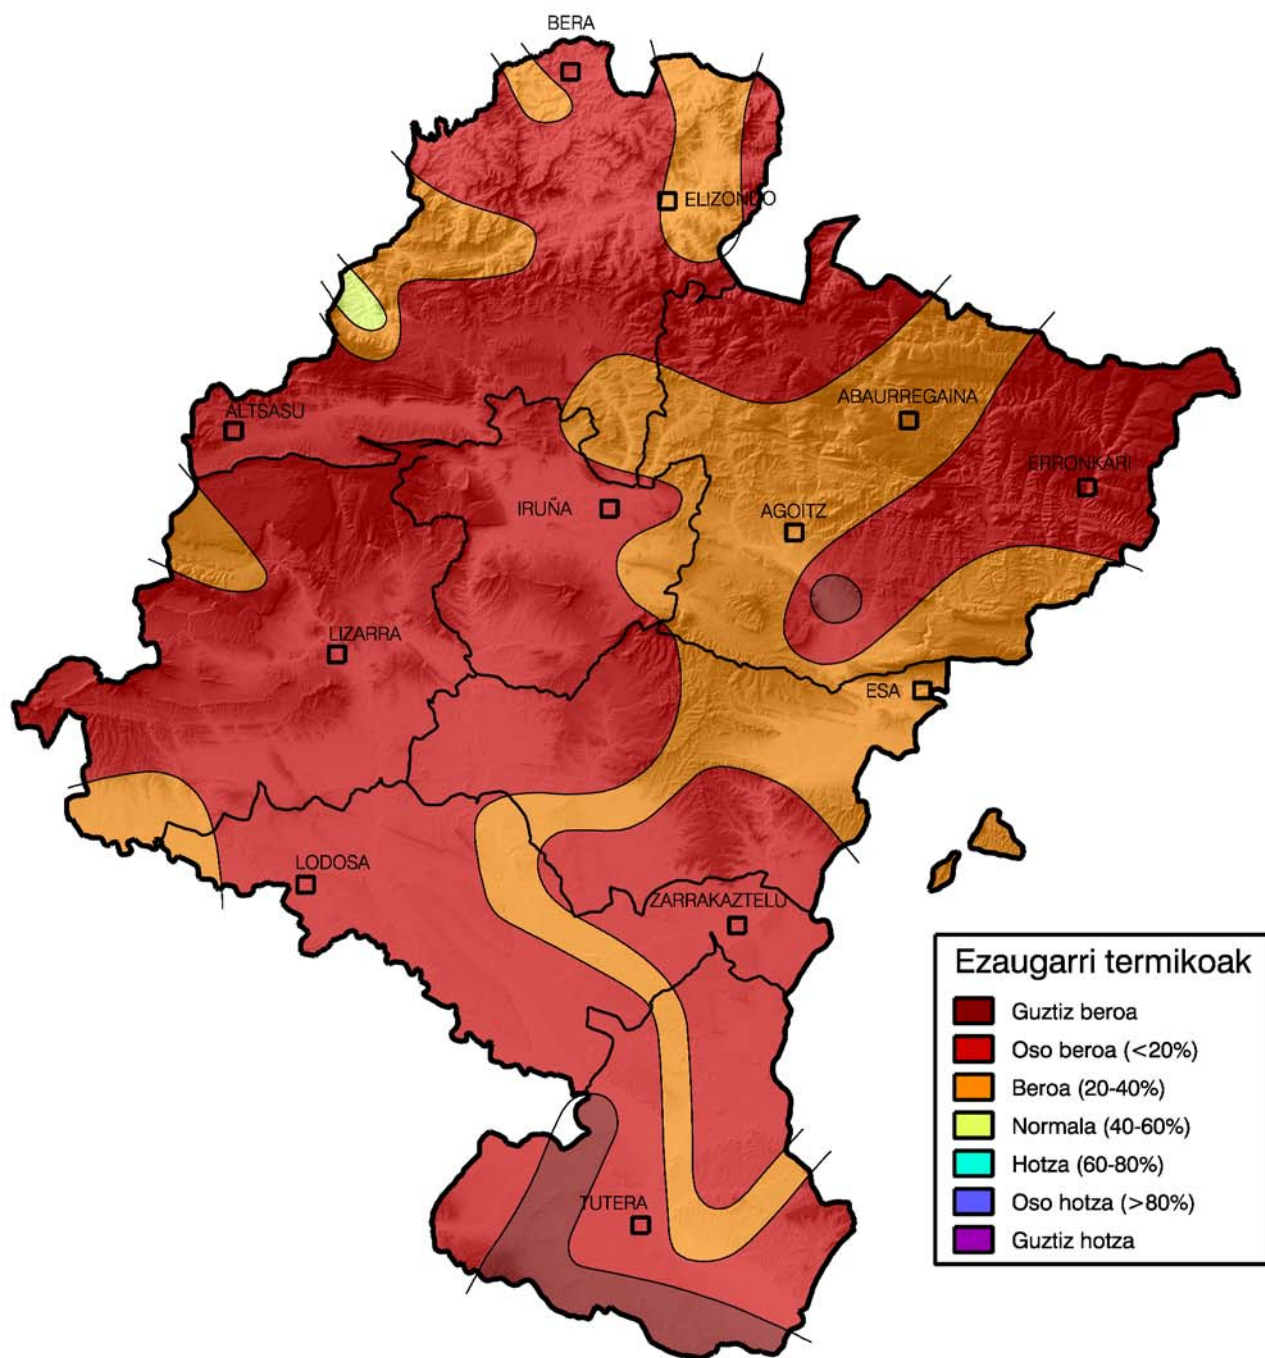 BERA
ELIZONDO
ABAURREGAINA
ALTSASU
ERRONKARI
IRUÑA
AGOITZ
LIZARRA
ESA
LODOSA
ZARRAKAZTELU
TUTERA
Ezaugarri termikoak
Guztiz beroa
Oso beroa (<20%)
Beroa (20-40%)
Normala (40-60%)
Hotza (60-80%)
Oso hotza (>80%)
Guztiz hotza